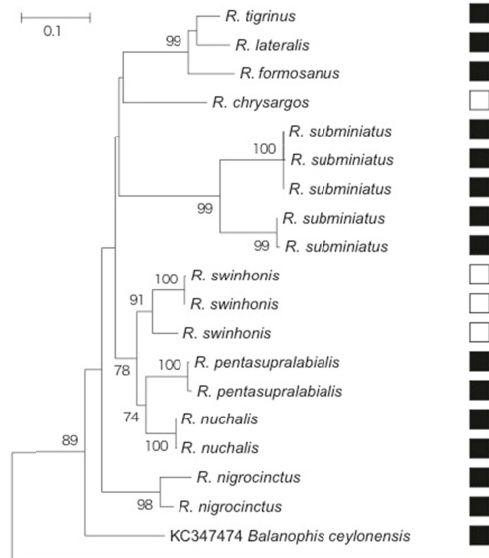 R. tigrinus
0.1
99
R. lateralis
R. formosanus
R. chrysargos
R. subminiatus
100
R. subminiatus
R. subminiatus
99
R. subminiatus
99
R. subminiatus
100
R. swinhonis
91
R. swinhonis
R. swinhonis
78
100
R. pentasupralabialis
R. pentasupralabialis
74
R. nuchalis
100
R. nuchalis
89
R. nigrocinctus
98
R. nigrocinctus
KC347474 Balanophis ceylonensis